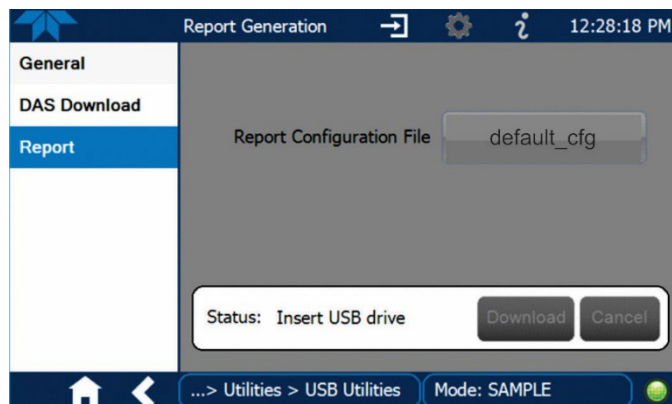 Report Generation
12:28:18 PM
General
DAS Download
Report
Report Configuration File
default_cfg
Status: Insert USB drive
Download
Cancel
...> Utilities > USB Utilities
Mode: SAMPLE